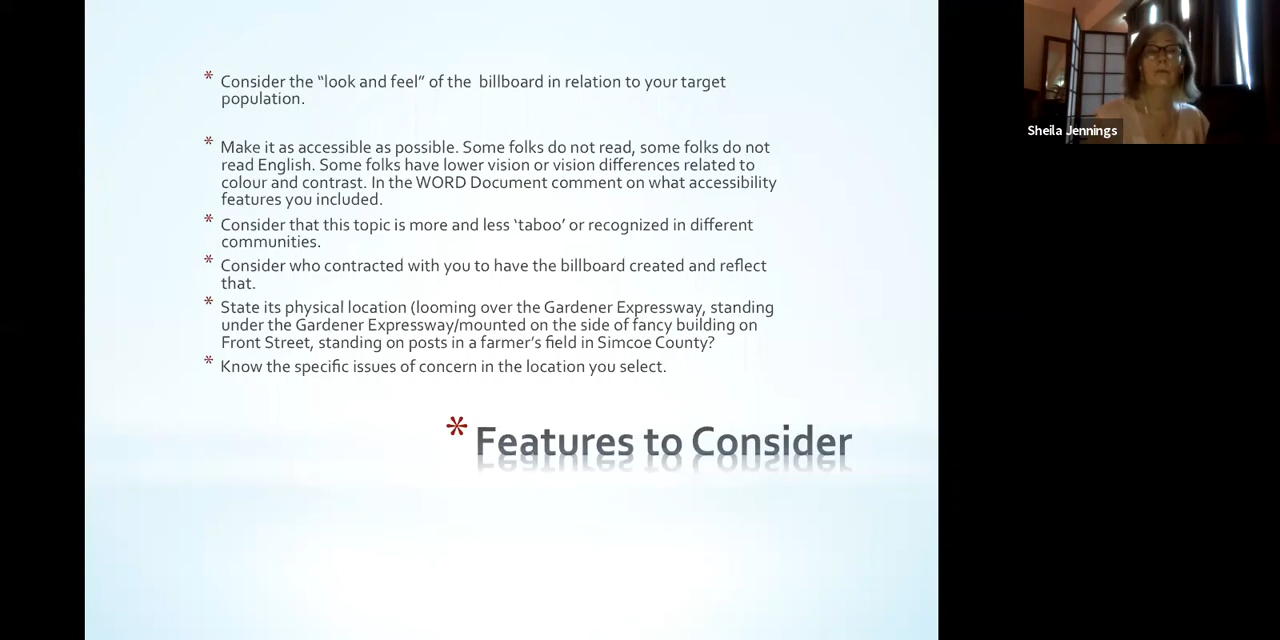 * Consider the “look and feel” of the billboard in relation to your target
population.
* Make it as accessible as possible. Some folks do not read, some folks do not
read English. Some folks have lower vision or vision differences related to
colour and contrast. In the WORD Document comment on what accessibility
features you included.
* Consider that this topic is more and less ‘taboo’ or recognized in different
communities.
* Consider who contracted with you to have the billboard created and reflect
that.
* State its physical location (looming over the Gardener Expressway, standing
under the Gardener Expressway/mounted on the side of fancy building on
Front Street, standing on posts in a farmer’s field in Simcoe County?
* Know the specific issues of concern in the location you select.
* Features to Consider
Sheila Jennings